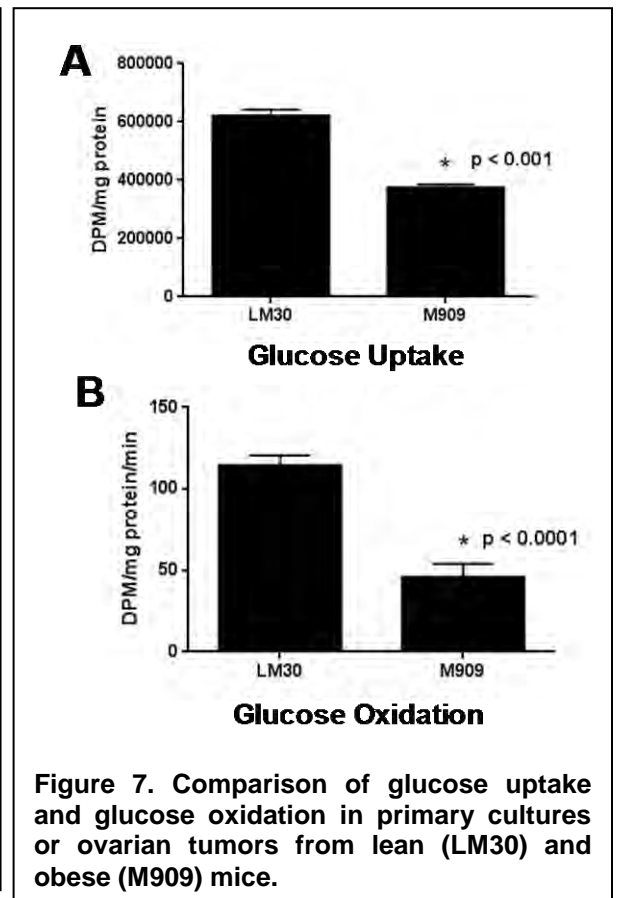 A
800000
600000
400000
200000
0
DPM/mg protein
* p < 0.001
LM30 M909
Glucose Uptake
B
150
100
50
0
DPM/mg protein/min
* p < 0.0001
LM30 M909
Glucose Oxidation
Figure 7. Comparison of glucose uptake
and glucose oxidation in primary cultures
or ovarian tumors from lean (LM30) and
obese (M909) mice.